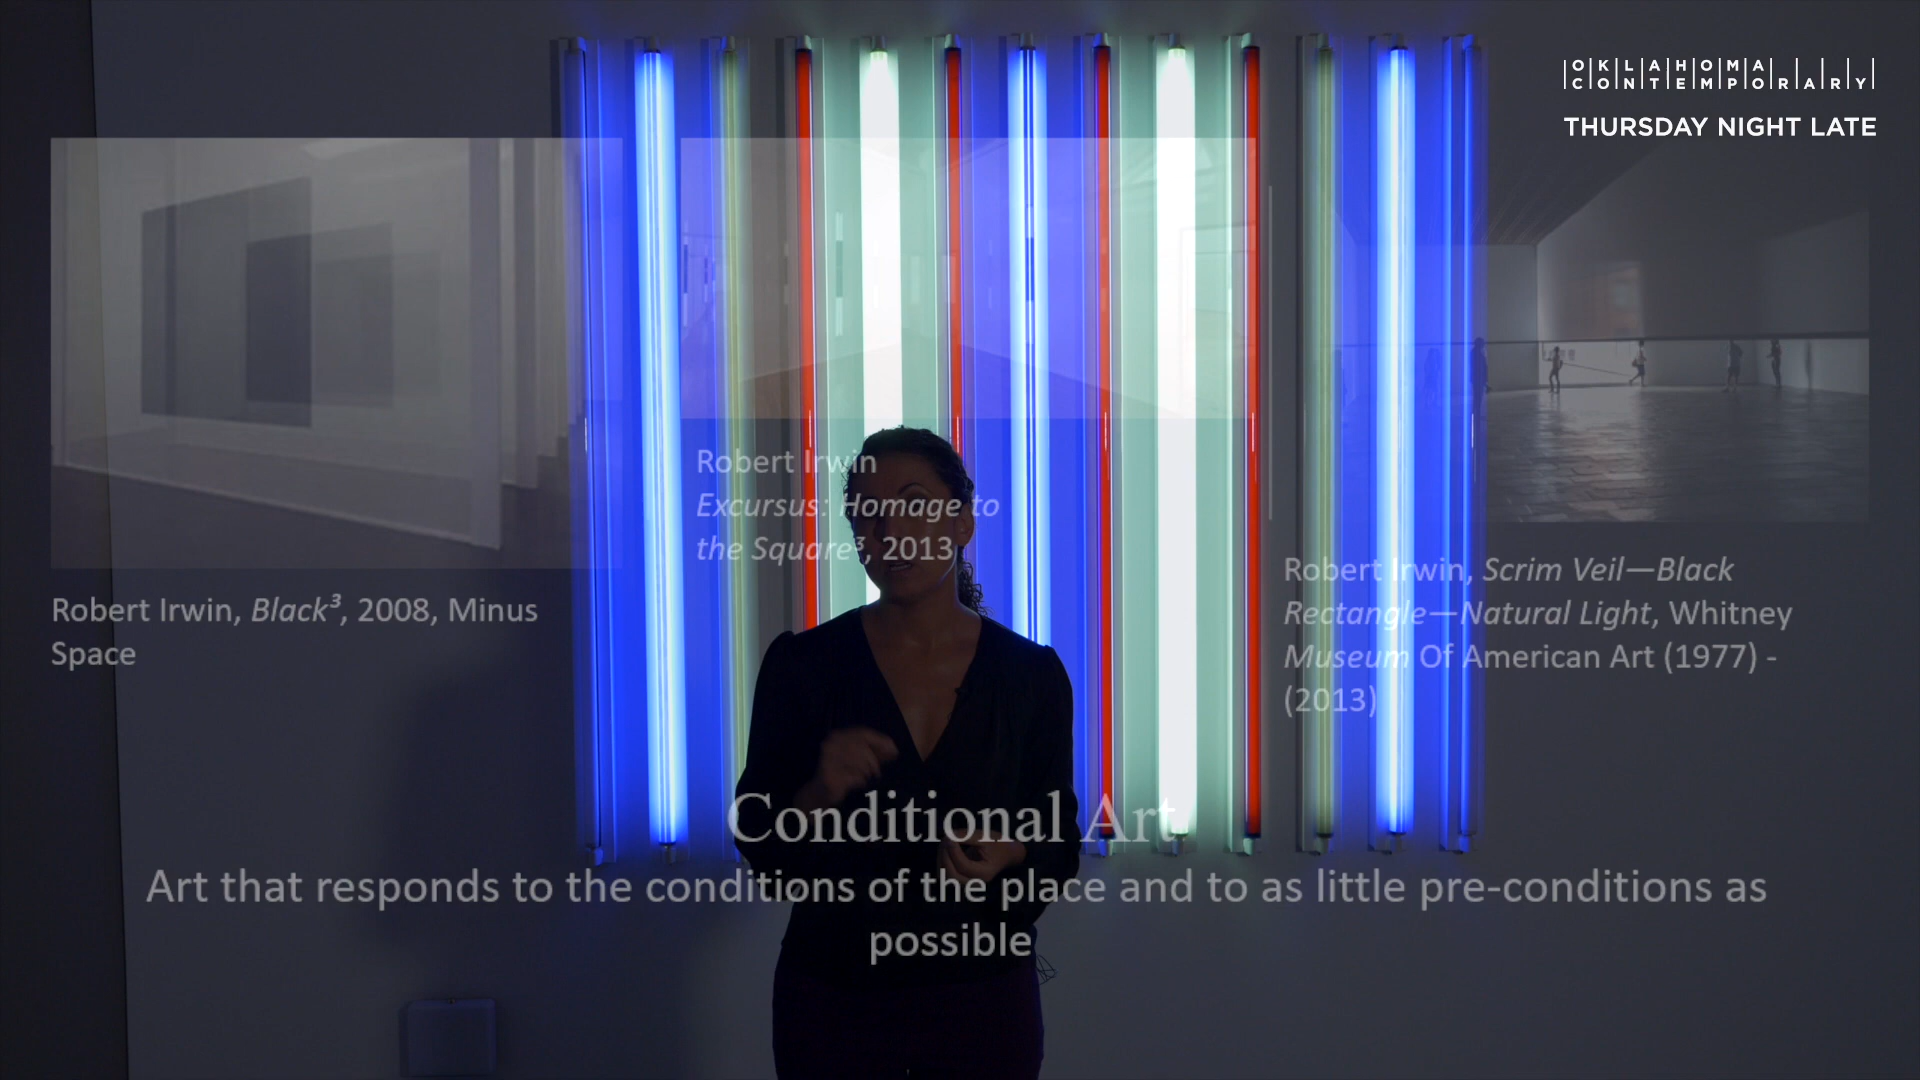 OKLAHOMA
CONTEMPORARY
THURSDAY NIGHT LATE
Robert Irwin
Excursus: Homage to
the Square³, 2013
Robert Irwin, Black³, 2008, Minus
Space
Robert Irwin, Scrim Veil—Black
Rectangle—Natural Light, Whitney
Museum Of American Art (1977) -
(2013)
Conditional Art
Art that responds to the conditions of the place and to as little pre-conditions as
possible